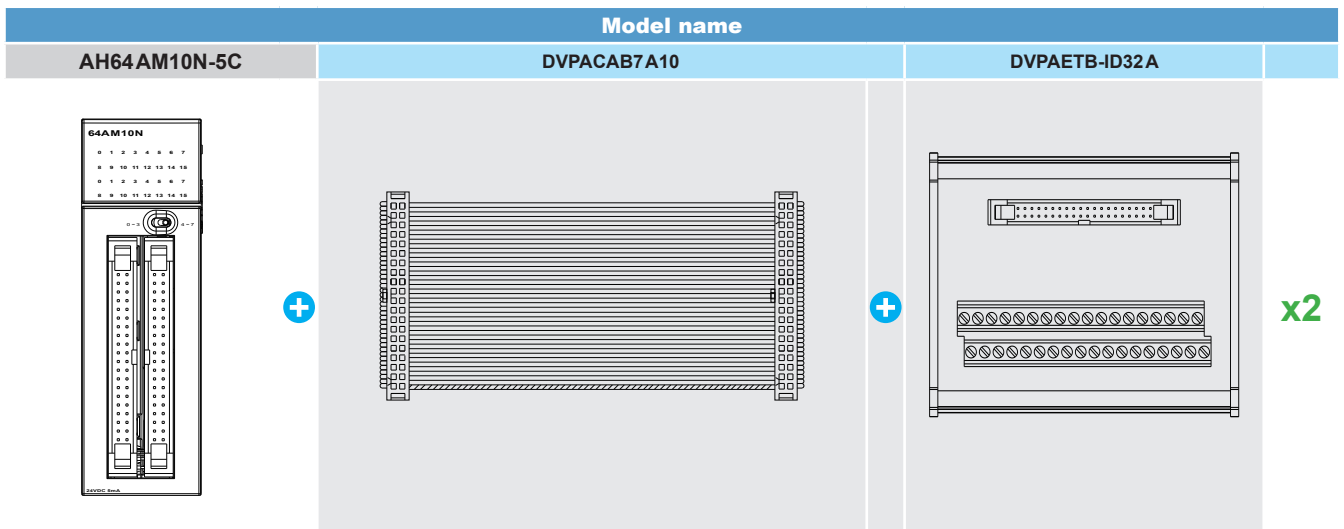 Model name
AH64AM10N-5C DVPACAB7A10 DVPAETB-ID32A
64AM10N
0 1 2 3 4 5 6 7
8 9 10 11 12 13 14 15
0 1 2 3 4 5 6 7
8 9 10 11 12 13 14 15
0~3 4~7
x2
24VDC 5mA